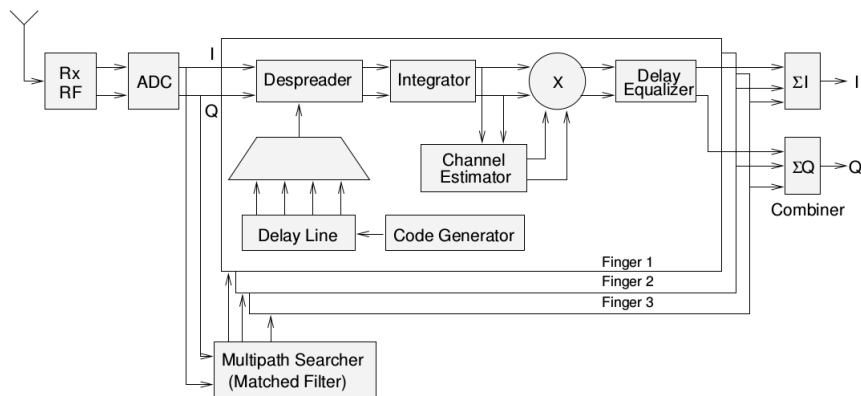 Rx
RF
ADC
I
Q
Despreader
Integrator
X
Delay
Equalizer
Channel
Estimator
Delay Line
Code Generator
ΣI
I
ΣQ
Q
Combiner
Finger 1
Finger 2
Finger 3
Multipath Searcher
(Matched Filter)